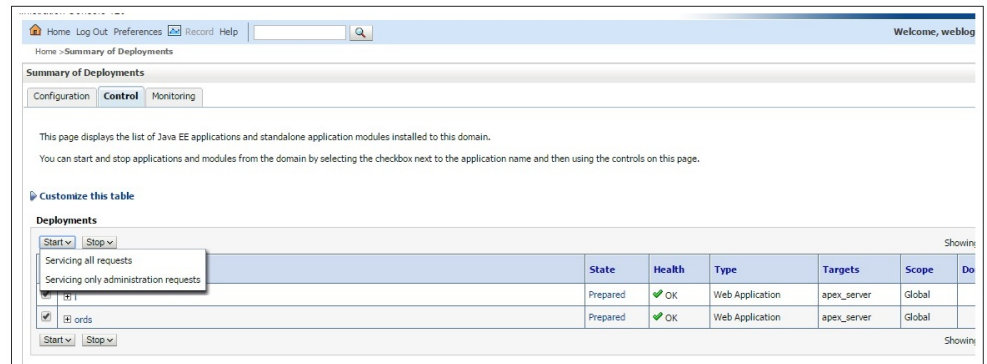 Home Log Out Preferences Record Help
Welcome, weblog
Home >Summary of Deployments
Summary of Deployments
Configuration Control Monitoring
This page displays the list of Java EE applications and standalone application modules installed to this domain.
You can start and stop applications and modules from the domain by selecting the checkbox next to the application name and then using the controls on this page.
Customize this table
Deployments
Start Stop Showing
Servicing all requests
Servicing only administration requests
State Health Type Targets Scope Do
i Prepared OK Web Application apex_server Global
ords Prepared OK Web Application apex_server Global
Start Stop Showing